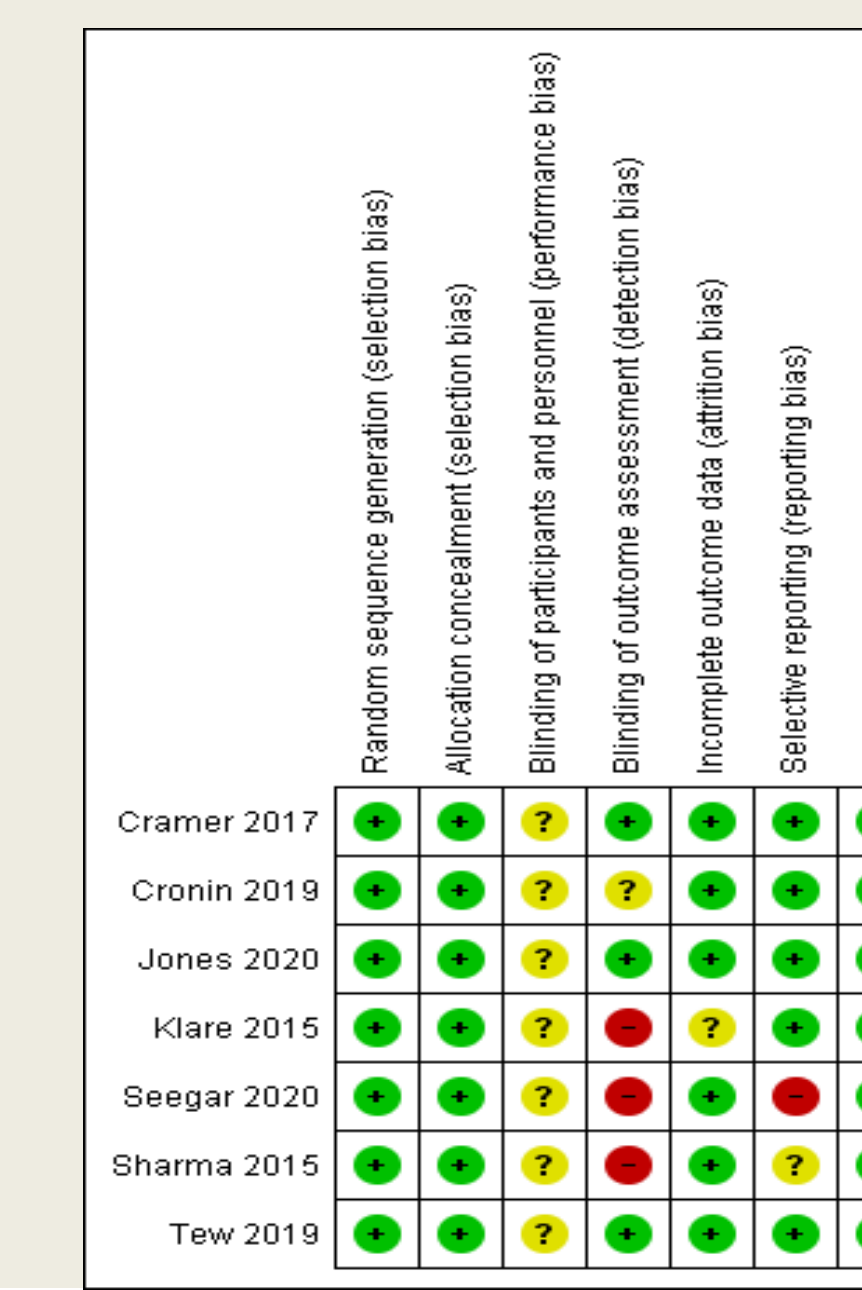 Random sequence generation (selection bias)
Allocation concealment (selection bias)
Blinding of participants and personnel (performance bias)
Blinding of outcome assessment (detection bias)
Incomplete outcome data (attrition bias)
Selective reporting (reporting bias)
Cramer 2017 + + ? + + +
Cronin 2019 + + ? ? + +
Jones 2020 + + ? + + +
Klare 2015 + + ? - ? +
Seegar 2020 + + ? - + -
Sharma 2015 + + ? - + ?
Tew 2019 + + ? + + +